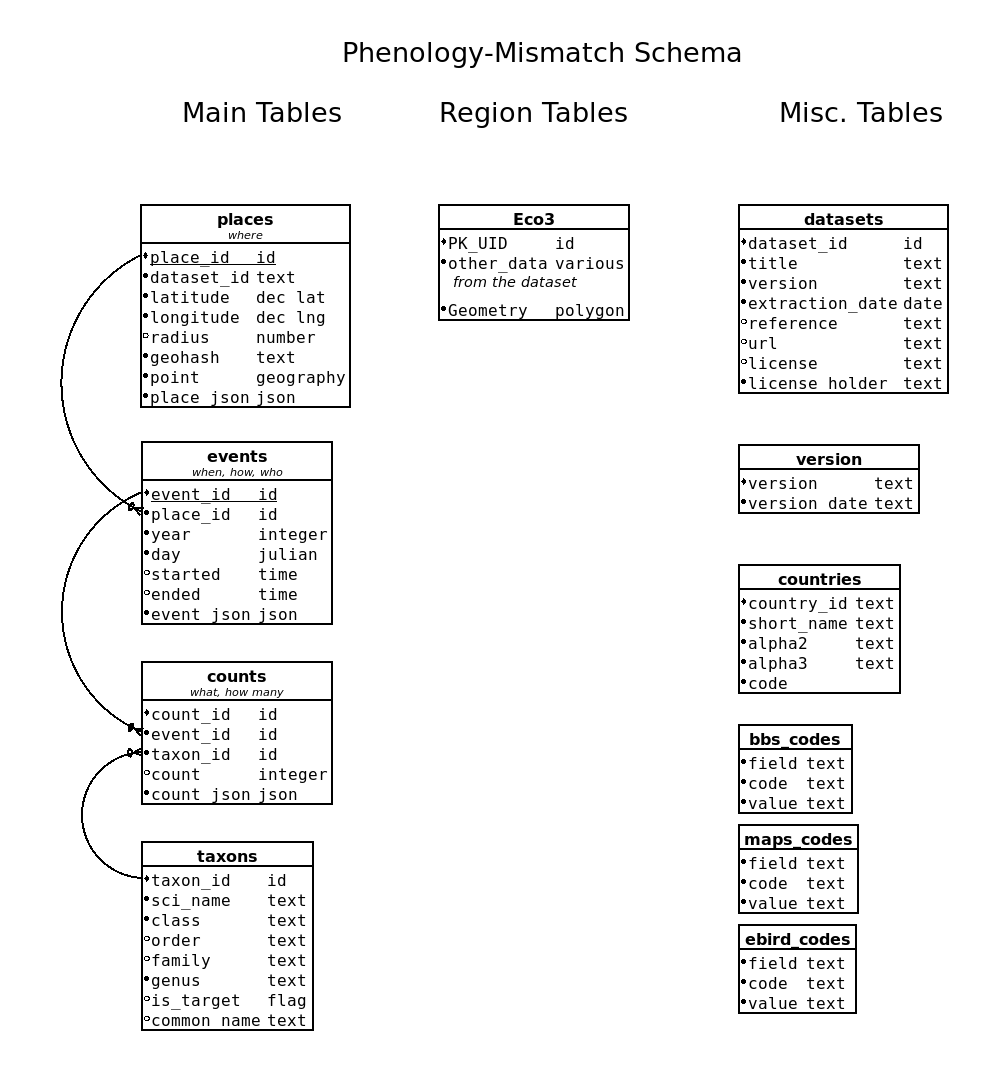 Phenology-Mismatch Schema
Main Tables
Region Tables
Misc. Tables
places
where
place_id id
dataset_id text
latitude dec lat
longitude dec lng
radius number
geohash text
point geography
place_json json
events
when, how, who
event_id id
place_id id
year integer
day julian
started time
ended time
event_json json
counts
what, how many
count_id id
event_id id
taxon_id id
count integer
count_json json
taxons
taxon_id id
sci_name text
class text
order text
family text
genus text
is_target flag
common_name text
Eco3
PK_UID id
other_data various
from the dataset
Geometry polygon
datasets
dataset_id id
title text
version text
extraction_date date
reference text
url text
license text
license_holder text
version
version text
version_date text
countries
country_id text
short_name text
alpha2 text
alpha3 text
code
bbs_codes
field text
code text
value text
maps_codes
field text
code text
value text
ebird_codes
field text
code text
value text